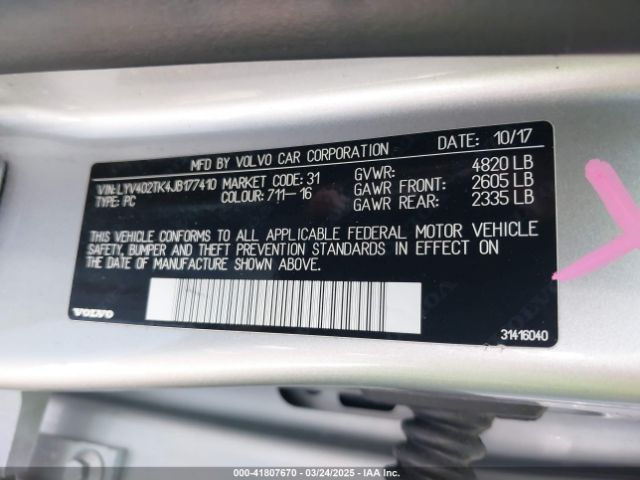 MFD BY VOLVO CAR CORPORATION DATE: 10/17
VIN:LYV402TK4JB177410 MARKET CODE: 31 GVWR: 4820 LB
TYPE: PC COLOUR: 711-16 GAWR FRONT: 2605 LB
GAWR REAR: 2335 LB
THIS VEHICLE CONFORMS TO ALL APPLICABLE FEDERAL MOTOR VEHICLE
SAFETY, BUMPER AND THEFT PREVENTION STANDARDS IN EFFECT ON
THE DATE OF MANUFACTURE SHOWN ABOVE.
VOLVO
31416040
000-41807670 - 03/24/2025 - IAA Inc.